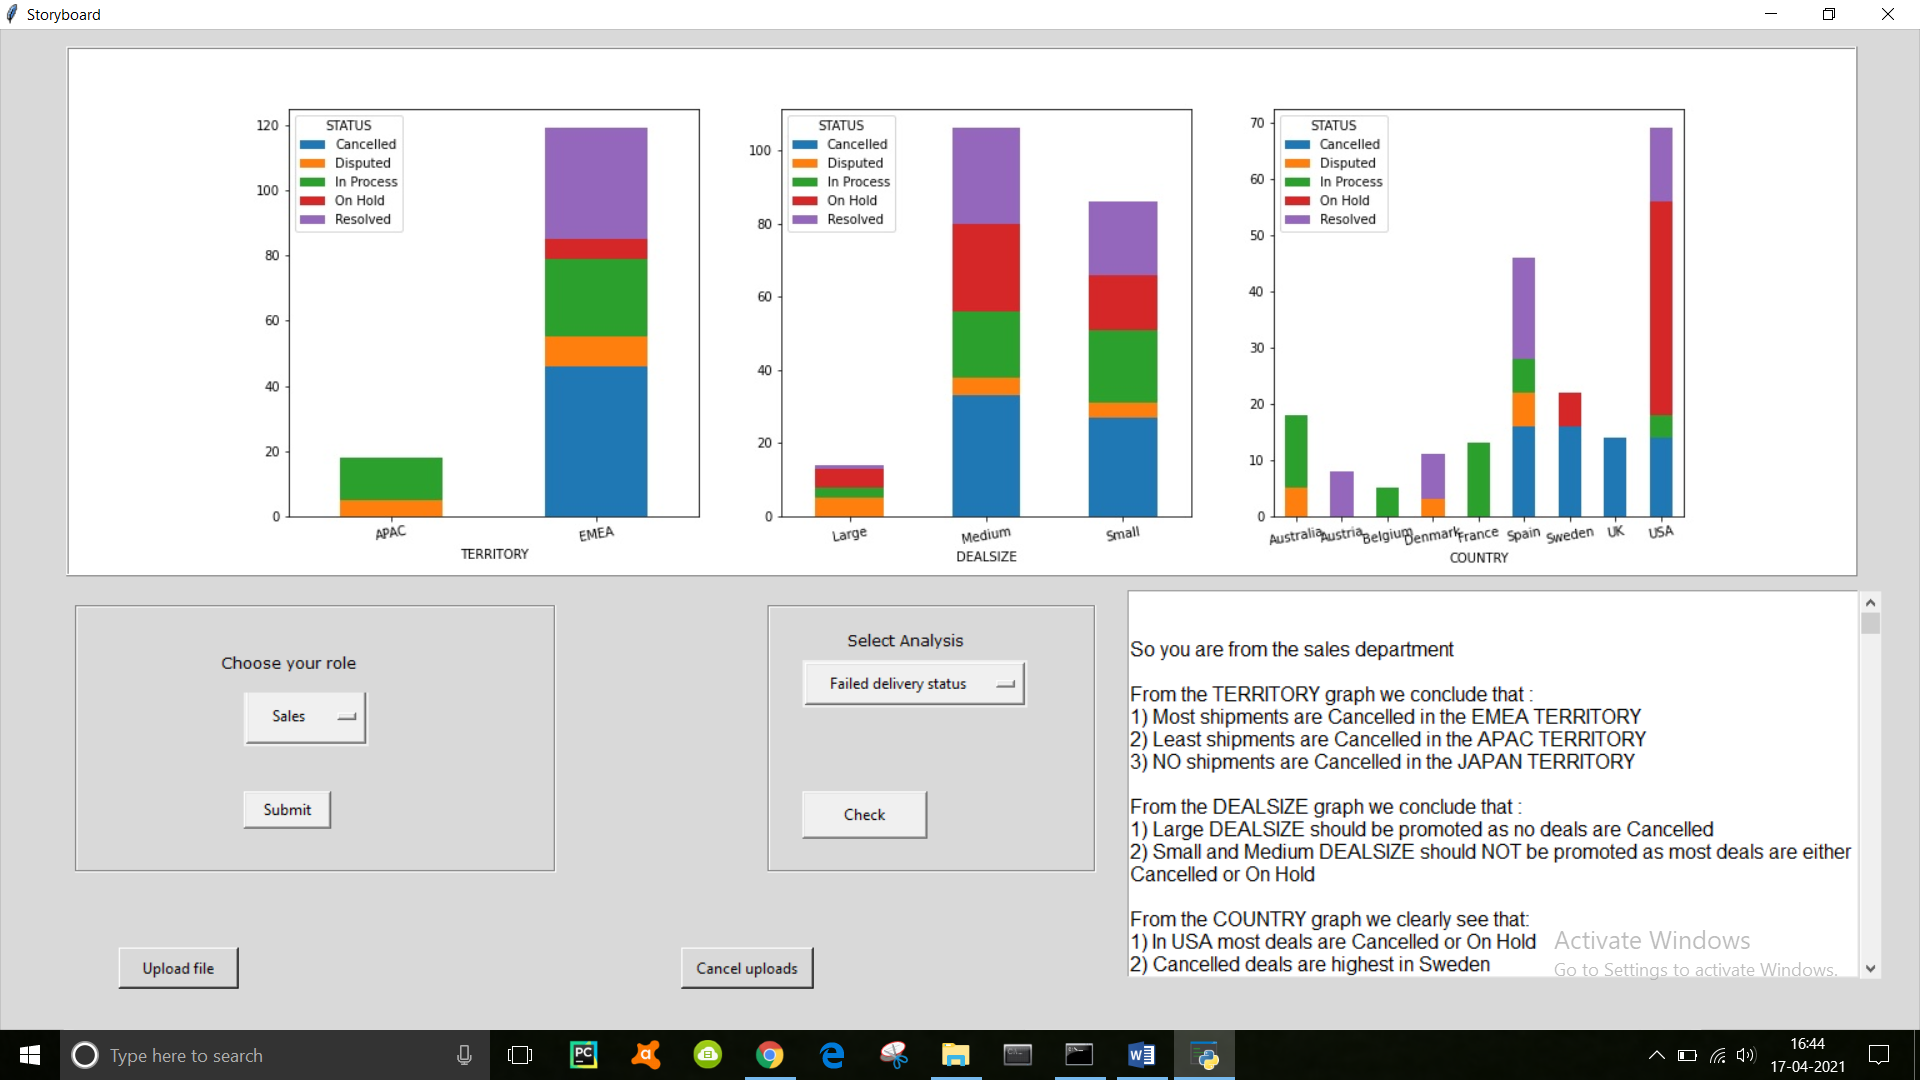 Storyboard
120
100
80
60
40
20
0
STATUS
Cancelled
Disputed
In Process
On Hold
Resolved
APAC
EMEA
TERRITORY
100
80
60
40
20
0
STATUS
Cancelled
Disputed
In Process
On Hold
Resolved
Large
Medium
Small
DEALSIZE
70
60
50
40
30
20
10
0
STATUS
Cancelled
Disputed
In Process
On Hold
Resolved
Australia
Austria
Belgium
Denmark
France
Spain
Sweden
UK
USA
COUNTRY
Choose your role
Sales
Submit
Select Analysis
Failed delivery status
Check
So you are from the sales department
From the TERRITORY graph we conclude that :
1) Most shipments are Cancelled in the EMEA TERRITORY
2) Least shipments are Cancelled in the APAC TERRITORY
3) NO shipments are Cancelled in the JAPAN TERRITORY
From the DEALSIZE graph we conclude that :
1) Large DEALSIZE should be promoted as no deals are Cancelled
2) Small and Medium DEALSIZE should NOT be promoted as most deals are either
Cancelled or On Hold
From the COUNTRY graph we clearly see that:
1) In USA most deals are Cancelled or On Hold
2) Cancelled deals are highest in Sweden
Activate Windows
Go to Settings to activate Windows.
Upload file
Cancel uploads
Type here to search
PC
16:44
17-04-2021